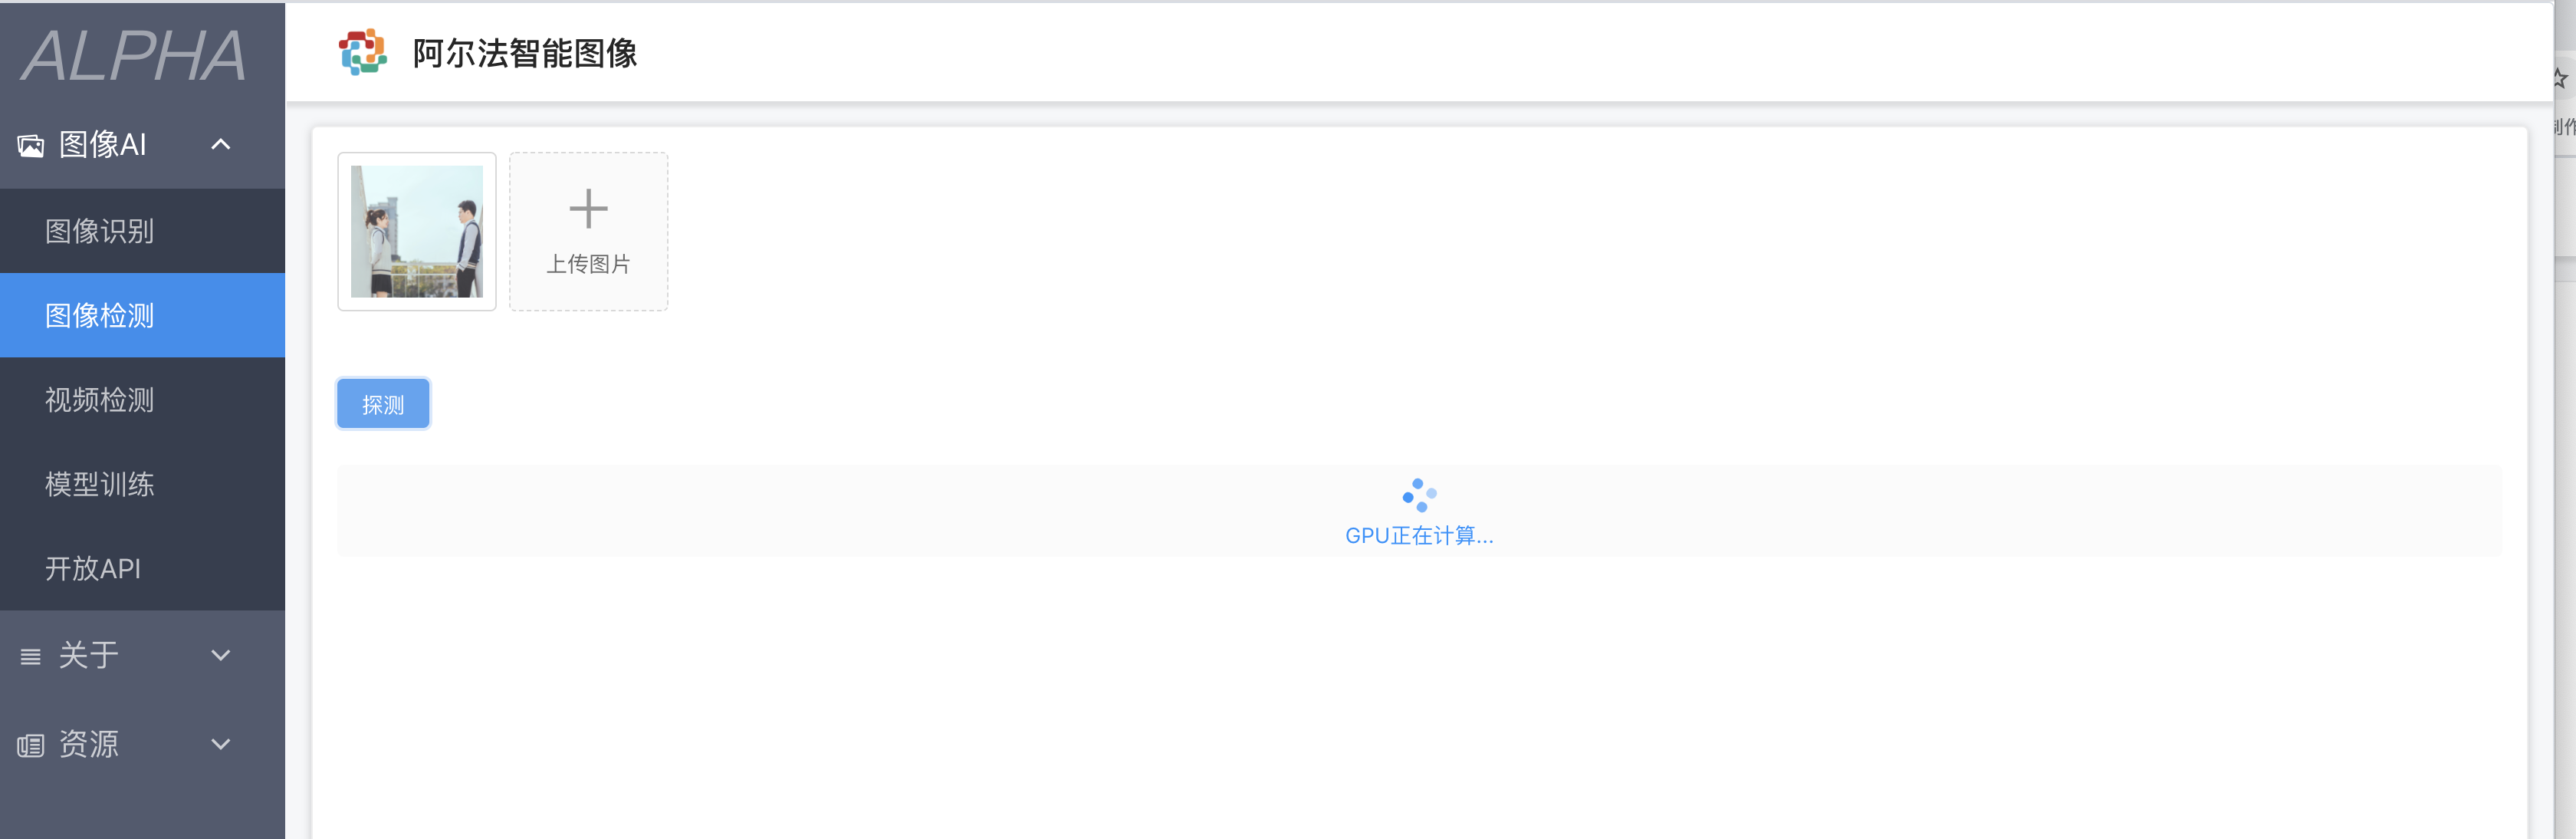 ALPHA
阿尔法智能图像
图像AI
图像识别
图像检测
视频检测
模型训练
开放API
关于
资源
上传图片
探测
GPU正在计算...
制作